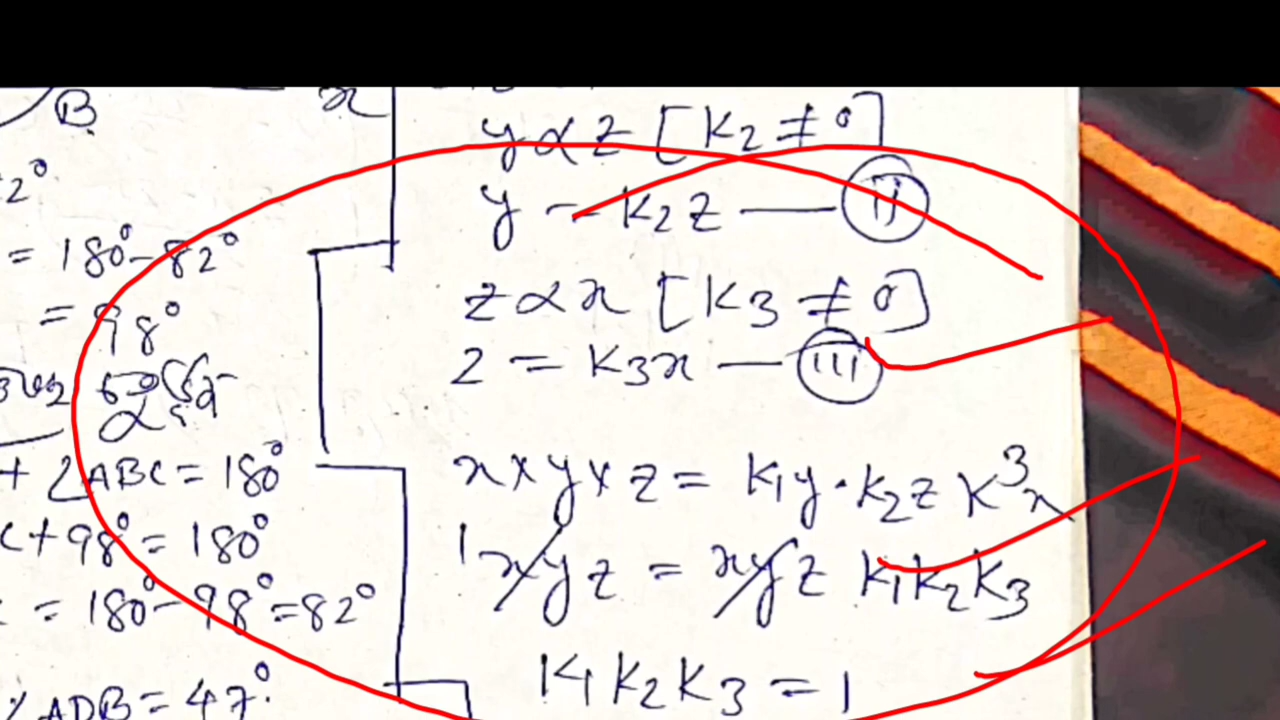 B
x
2°
= 180° - 82°
= 98°
+ ∠ABC = 180°
C + 98° = 180°
= 180° - 98° = 82°
ADB = 47°
y ∝ z [K₂ ≠ 0]
y = K₂z — II
z ∝ x [K₃ ≠ 0]
z = K₃x — III
x × y × z = K₁y · K₂z K³x
1 xyz = xyz K₁K₂K₃
K₁K₂K₃ = 1